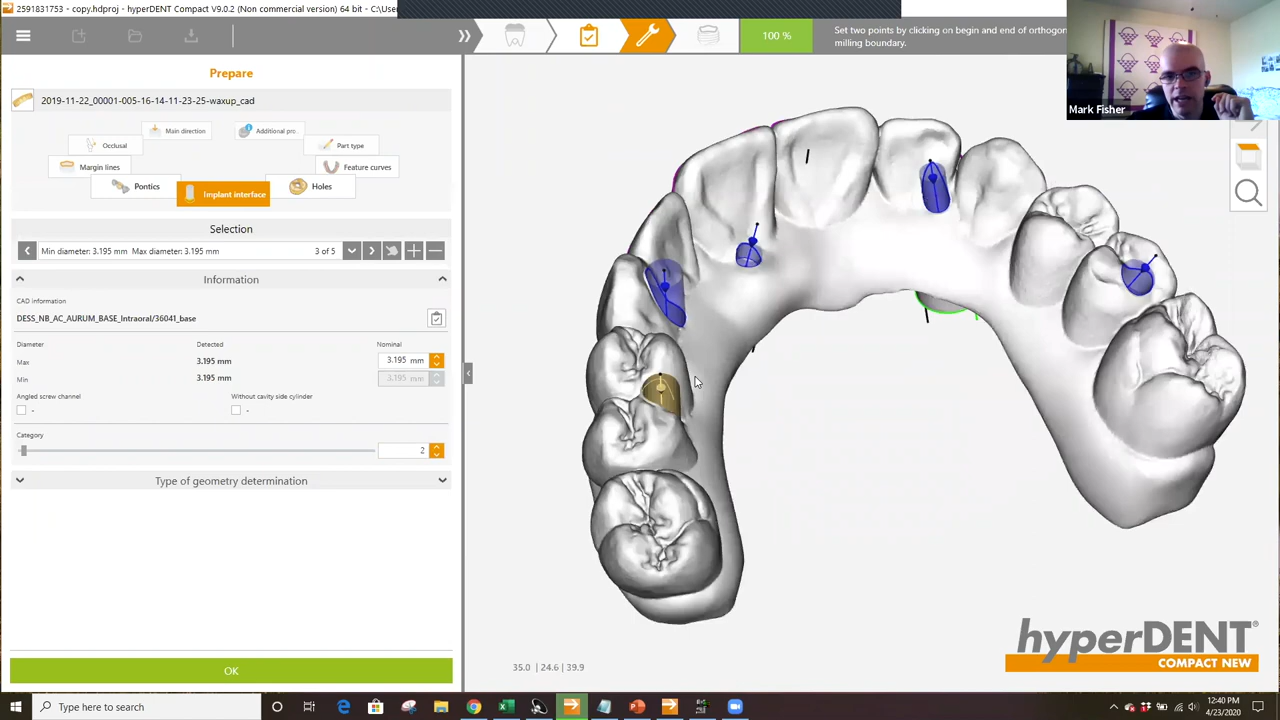 2591831753 - copy.hdproj - hyperDENT Compact V9.0.2 (Non commercial version) 64 bit - C:\Use
100 %
Set two points by clicking on begin and end of orthogon
milling boundary.
Mark Fisher
Prepare
2019-11-22_00001-005-16-14-11-23-25-waxup_cad
Main direction
Additional pro..
Occlusal
Part type
Margin lines
Feature curves
Pontics
Implant interface
Holes
Selection
Min diameter: 3.195 mm Max diameter: 3.195 mm 3 of 5
Information
CAD information
DESS_NB_AC_AURUM_BASE_Intraoral/36041_base
Diameter Detected Nominal
Max 3.195 mm 3.195 mm
Min 3.195 mm 3.195 mm
Angled screw channel Without cavity side cylinder
- -
Category
2
Type of geometry determination
OK
35.0 | 24.6 | 39.9
hyperDENT®
COMPACT NEW
Type here to search
12:40 PM
4/23/2020